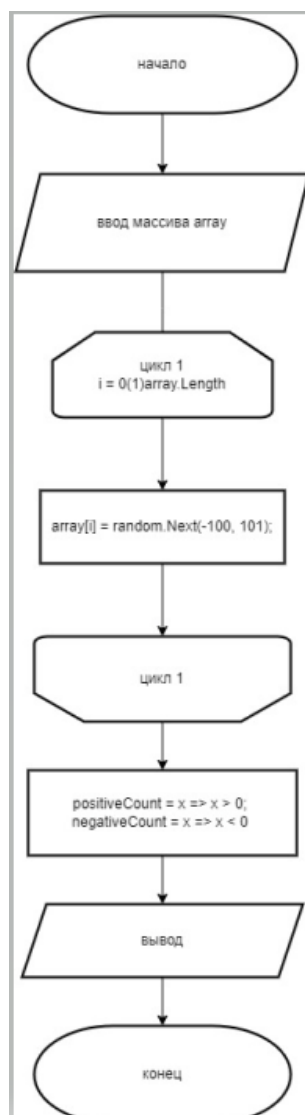 начало
ввод массива array
цикл 1
i = 0(1)array.Length
array[i] = random.Next(-100, 101);
цикл 1
positiveCount = x => x > 0;
negativeCount = x => x < 0
вывод
конец